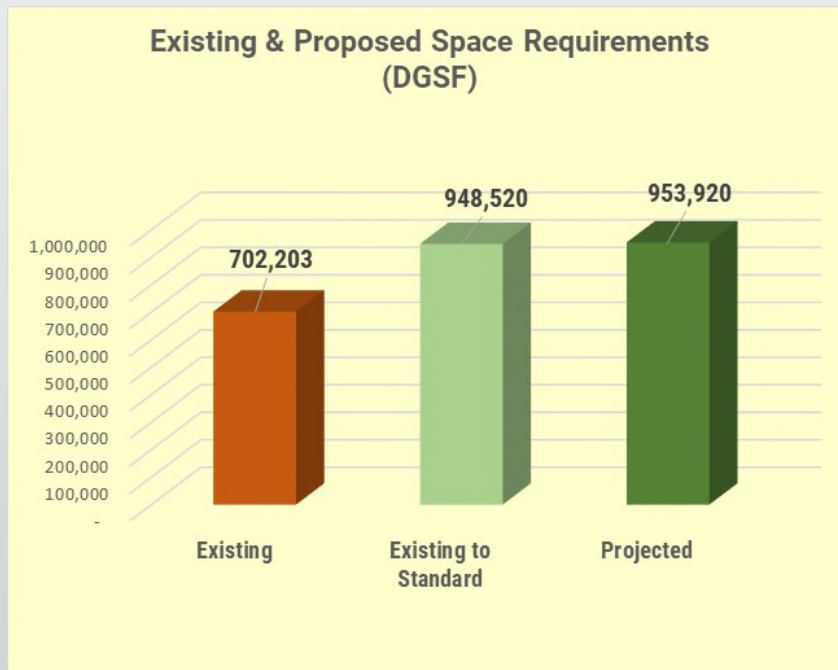 Existing & Proposed Space Requirements
(DGSF)
953,920
948,520
702,203
1,000,000
900,000
800,000
700,000
600,000
500,000
400,000
300,000
200,000
100,000
-
Existing
Existing to
Standard
Projected